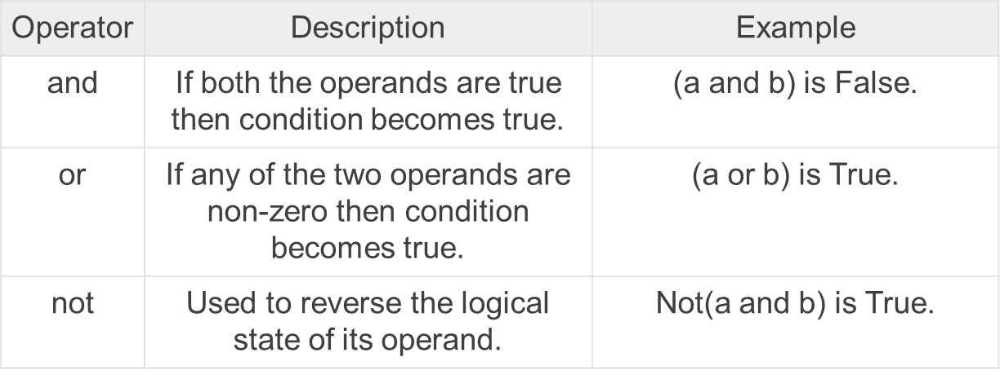 Operator Description Example
and If both the operands are true (a and b) is False.
then condition becomes true.
or If any of the two operands are (a or b) is True.
non-zero then condition
becomes true.
not Used to reverse the logical Not(a and b) is True.
state of its operand.